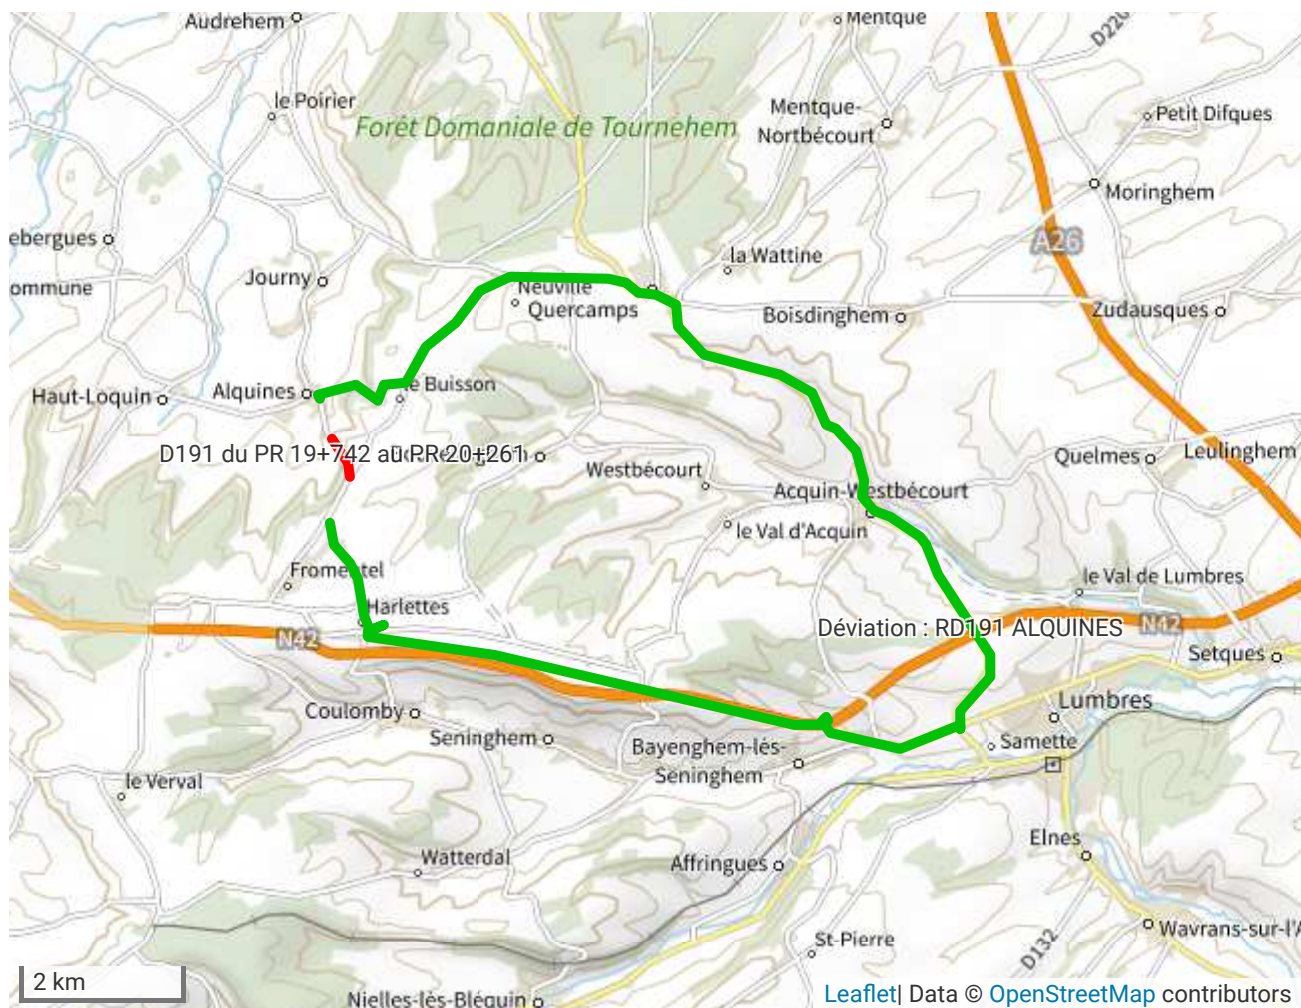 Audrehem
Mentque
D220
le Poirier
Mentque-
Nortbécourt
Petit Difques
Forêt Domaniale de Tournehem
Moringhem
ebergues
A26
la Wattine
Journy
ommune
Neuville
Quercamps
Boisdinghem
Zudausques
Haut-Loquin
Alquines
le Buisson
D191 du PR 19+742 au PR 20+261
Westbécourt
Quelmes
Leulinghem
Acquin-Westbécourt
le Val d'Acquin
Fromentel
le Val de Lumbres
Harlettes
Déviation : RD191 ALQUINES
N42
N42
Setques
Coulomby
Lumbres
Seninghem
Bayenghem-lès-
Seninghem
Samette
le Verval
Elnes
Watterdal
Affringues
St-Pierre
D132
Wavrans-sur-l'A
2 km
Nielles-lès-Bléquin
Leaflet| Data © OpenStreetMap contributors